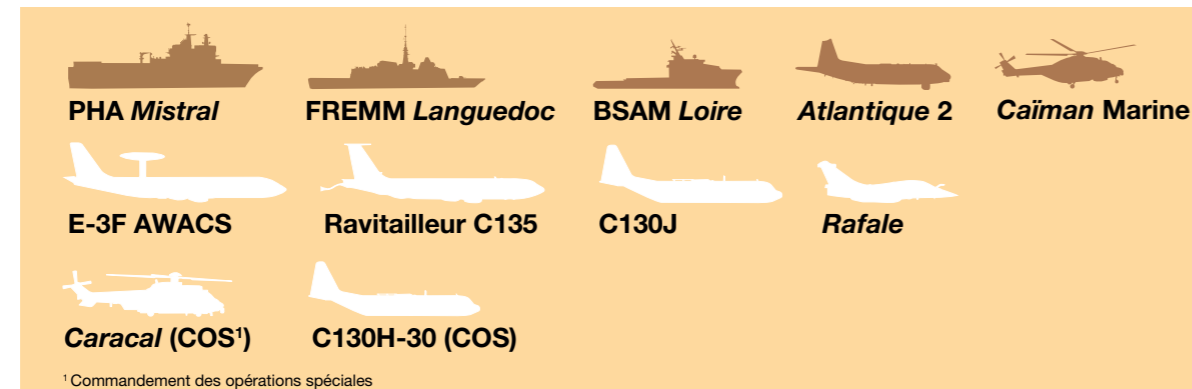 PHA Mistral FREMM Languedoc BSAM Loire Atlantique 2 Caïman Marine
E-3F AWACS Ravitailleur C135 C130J Rafale
Caracal (COS¹) C130H-30 (COS)
¹ Commandement des opérations spéciales